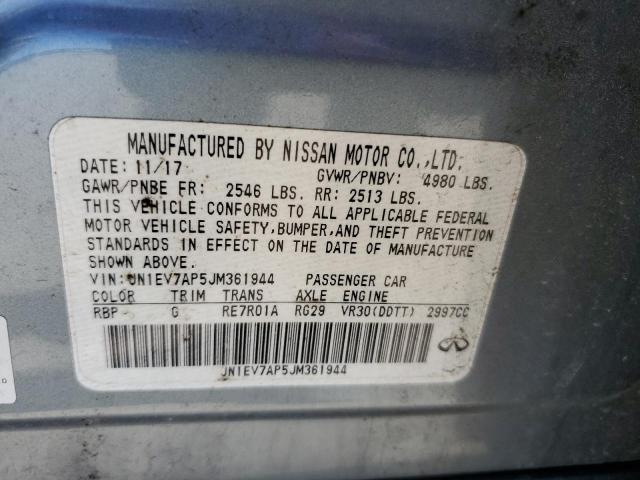 MANUFACTURED BY NISSAN MOTOR CO.,LTD.
DATE: 11/17 GVWR/PNBV: 4980 LBS.
GAWR/PNBE FR: 2546 LBS. RR: 2513 LBS.
THIS VEHICLE CONFORMS TO ALL APPLICABLE FEDERAL
MOTOR VEHICLE SAFETY,BUMPER,AND THEFT PREVENTION
STANDARDS IN EFFECT ON THE DATE OF MANUFACTURE
SHOWN ABOVE.
VIN: JN1EV7AP5JM361944 PASSENGER CAR
COLOR TRIM TRANS AXLE ENGINE
RBP G RE7R01A RG29 VR30(DDTT) 2997CC
JN1EV7AP5JM361944